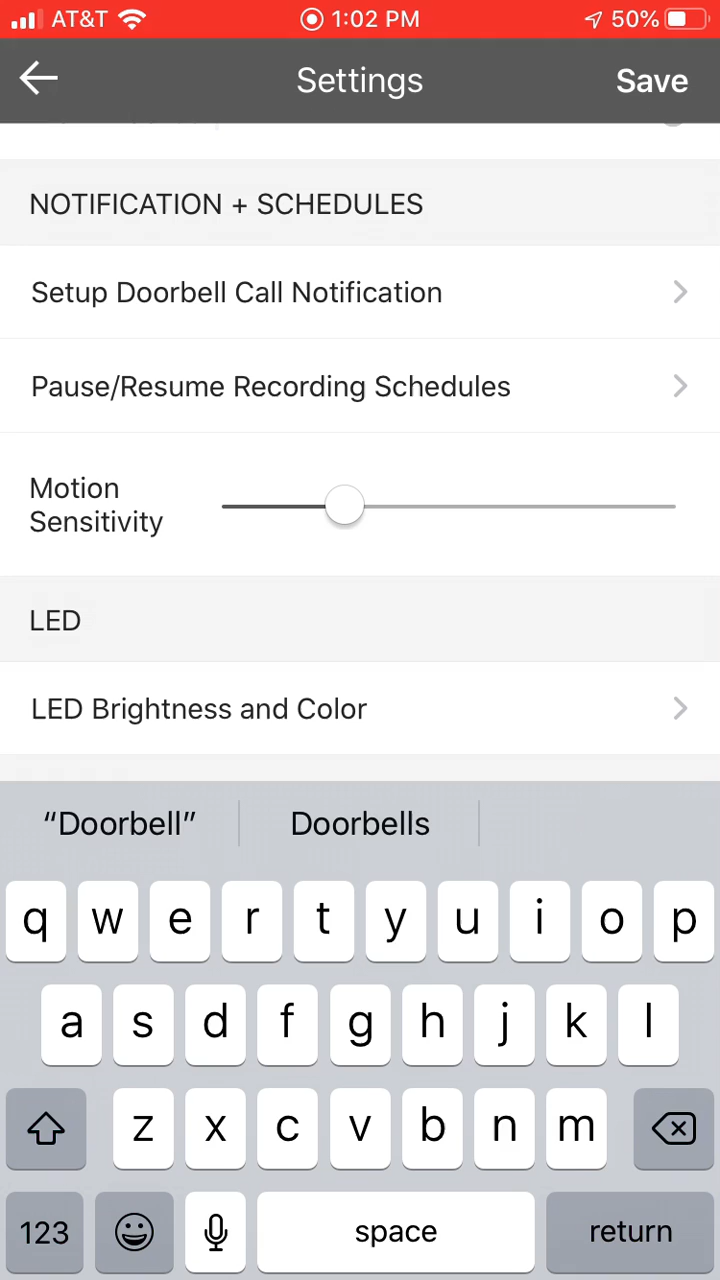 AT&T 1:02 PM 50%
Settings Save
NOTIFICATION + SCHEDULES
Setup Doorbell Call Notification
Pause/Resume Recording Schedules
Motion
Sensitivity
LED
LED Brightness and Color
“Doorbell” Doorbells
q w e r t y u i o p
a s d f g h j k l
z x c v b n m
123 space return